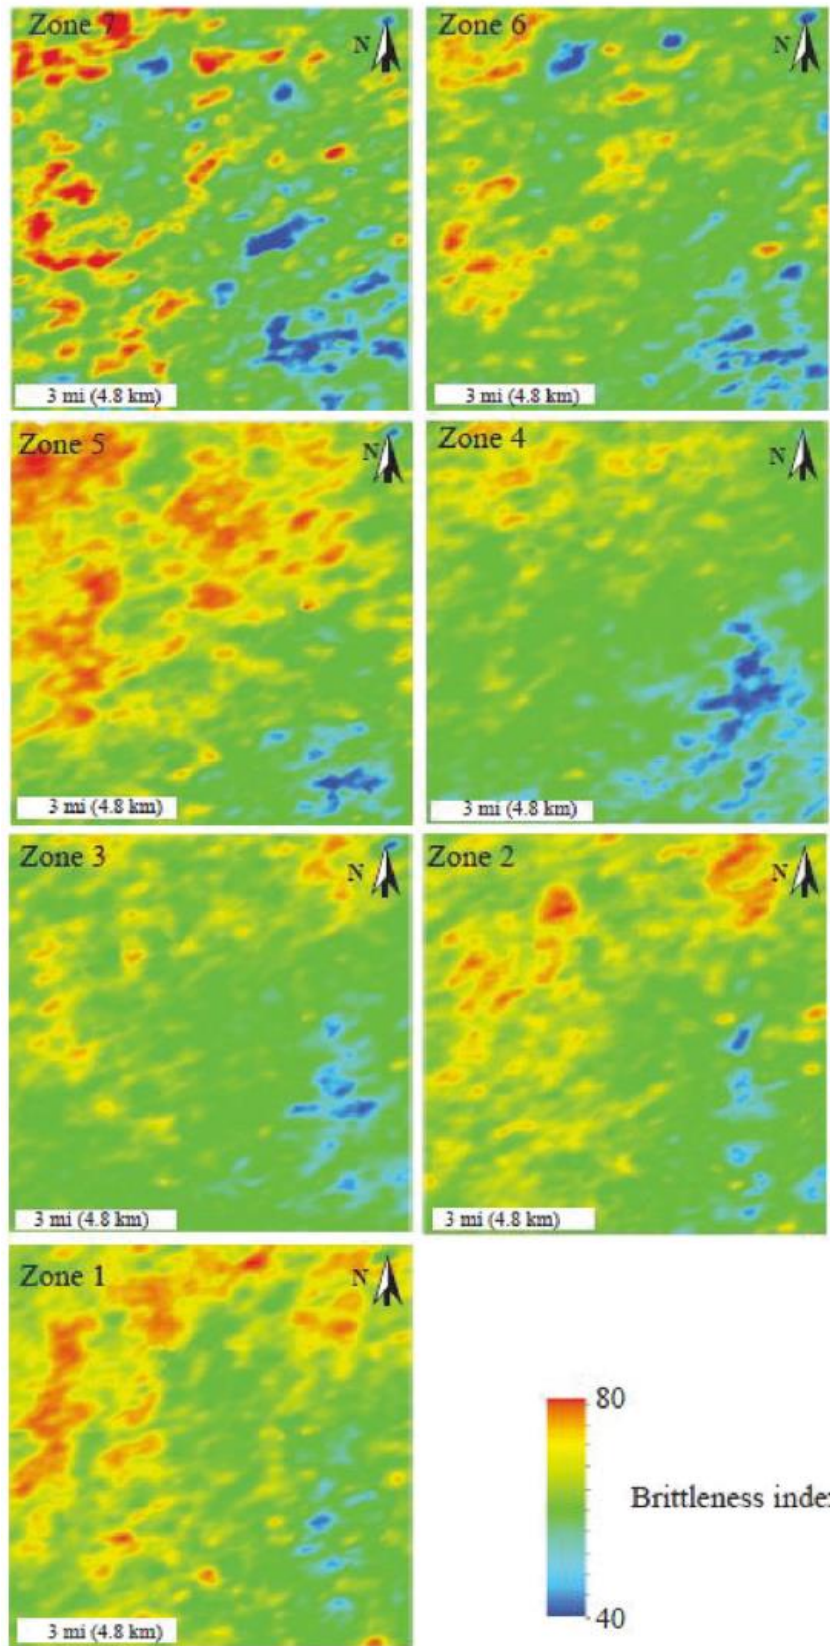 Zone 7
N
Zone 6
N
3 mi (4.8 km)
3 mi (4.8 km)
Zone 5
N
Zone 4
N
3 mi (4.8 km)
3 mi (4.8 km)
Zone 3
N
Zone 2
N
3 mi (4.8 km)
3 mi (4.8 km)
Zone 1
N
80
Brittleness index
40
3 mi (4.8 km)